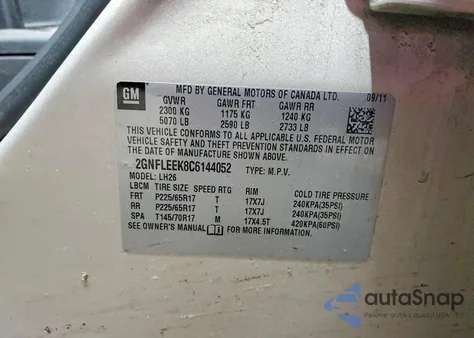 GM
MFD BY GENERAL MOTORS OF CANADA LTD. 09/11
GVWR GAWR FRT GAWR RR
2300 KG 1175 KG 1240 KG
5070 LB 2590 LB 2733 LB
THIS VEHICLE CONFORMS TO ALL APPLICABLE U.S. FEDERAL MOTOR
VEHICLE SAFETY, BUMPER, AND THEFT PREVENTION STANDARDS IN EFFECT ON THE
DATE OF MANUFACTURE SHOWN ABOVE.
2GNFLEEK8C6144052 TYPE: M.P.V.
MODEL: LH26
LBCM TIRE SIZE SPEED RTG RIM COLD TIRE PRESSURE
FRT P225/65R17 T 17X7J 240KPA(35PSI)
RR P225/65R17 T 17X7J 240KPA(35PSI)
SPA T145/70R17 M 17X4.5T 420KPA(60PSI)
SEE OWNER'S MANUAL FOR MORE INFORMATION.
autoSnap